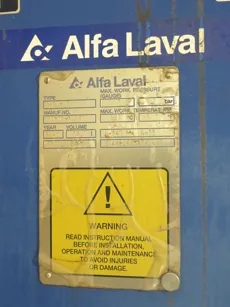 Alfa Laval
Alfa Laval
TYPE
MAX. WORK. PRESSURE
(GAUGE)
bar
MANUF NO.
MAX. WORK. TEMPERATURE
°C
YEAR VOLUME
WARNING
READ INSTRUCTION MANUAL
BEFORE INSTALLATION,
OPERATION AND MAINTENANCE
TO AVOID INJURIES
OR DAMAGE.